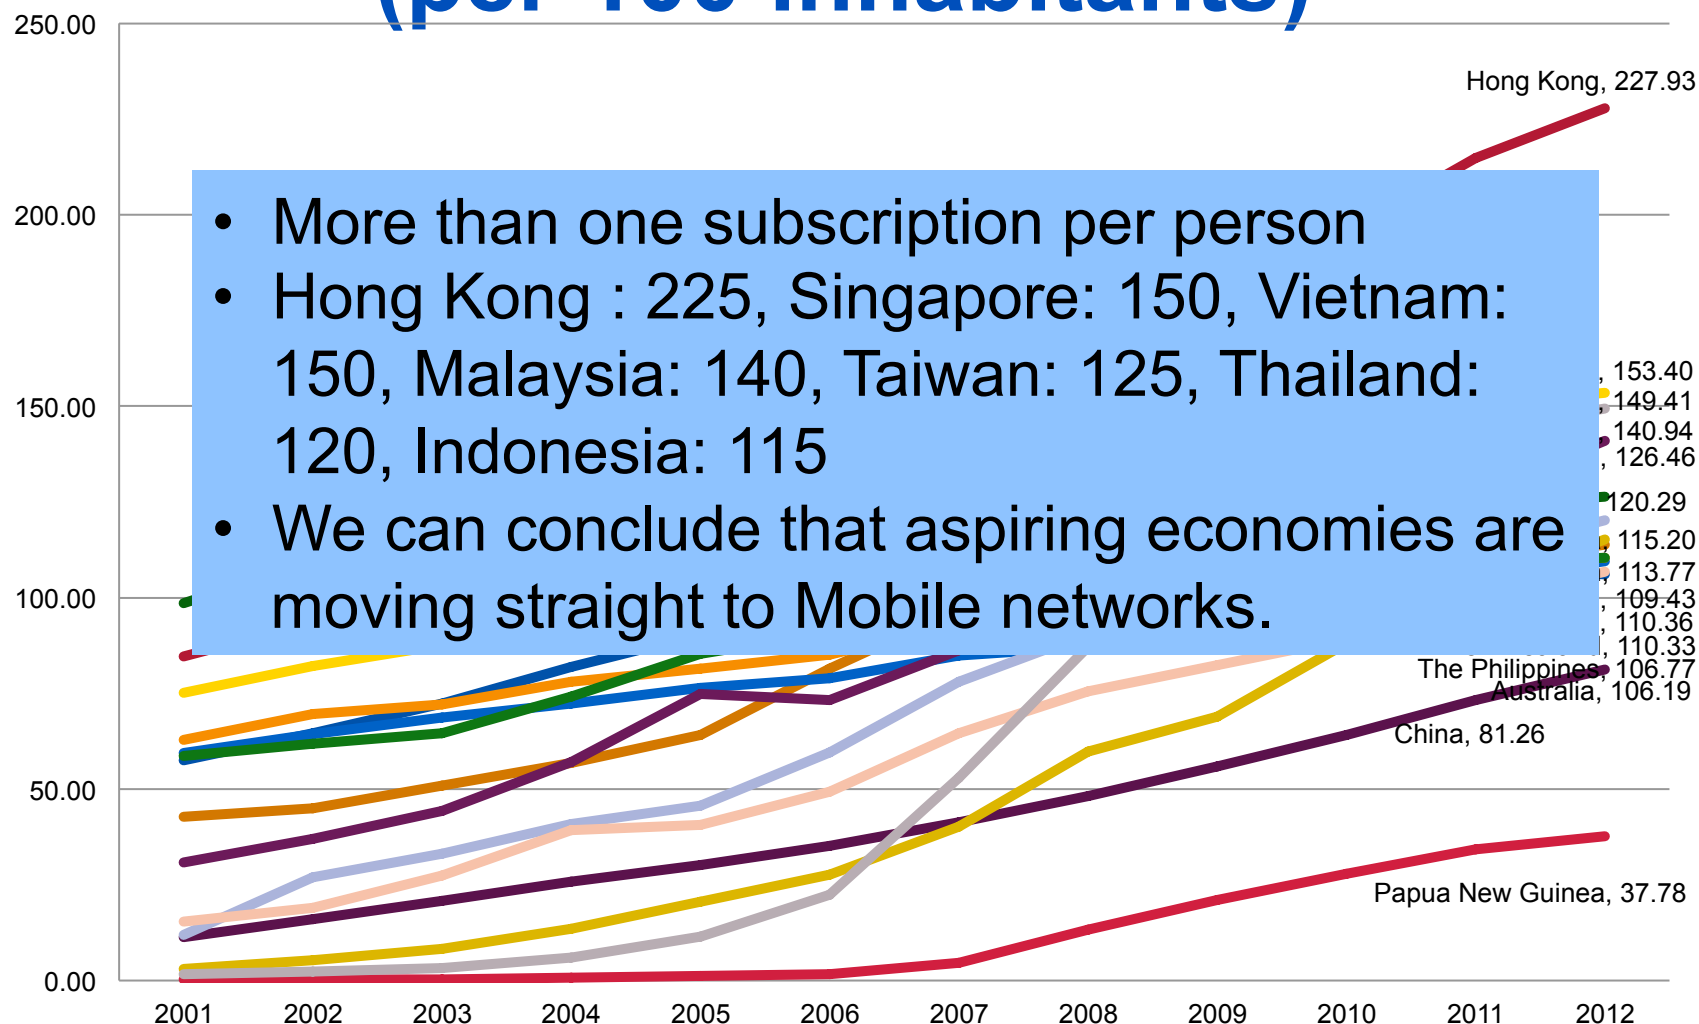 (per 100 inhabitants)
250.00
Hong Kong, 227.93
200.00
• More than one subscription per person
• Hong Kong : 225, Singapore: 150, Vietnam:
150, Malaysia: 140, Taiwan: 125, Thailand:
120, Indonesia: 115
• We can conclude that aspiring economies are
moving straight to Mobile networks.
, 153.40
150.00
149.41
140.94
, 126.46
120.29
, 115.20
113.77
100.00
, 109.43
, 110.36
, 110.33
The Philippines, 106.77
Australia, 106.19
China, 81.26
50.00
Papua New Guinea, 37.78
0.00
2001 2002 2003 2004 2005 2006 2007 2008 2009 2010 2011 2012